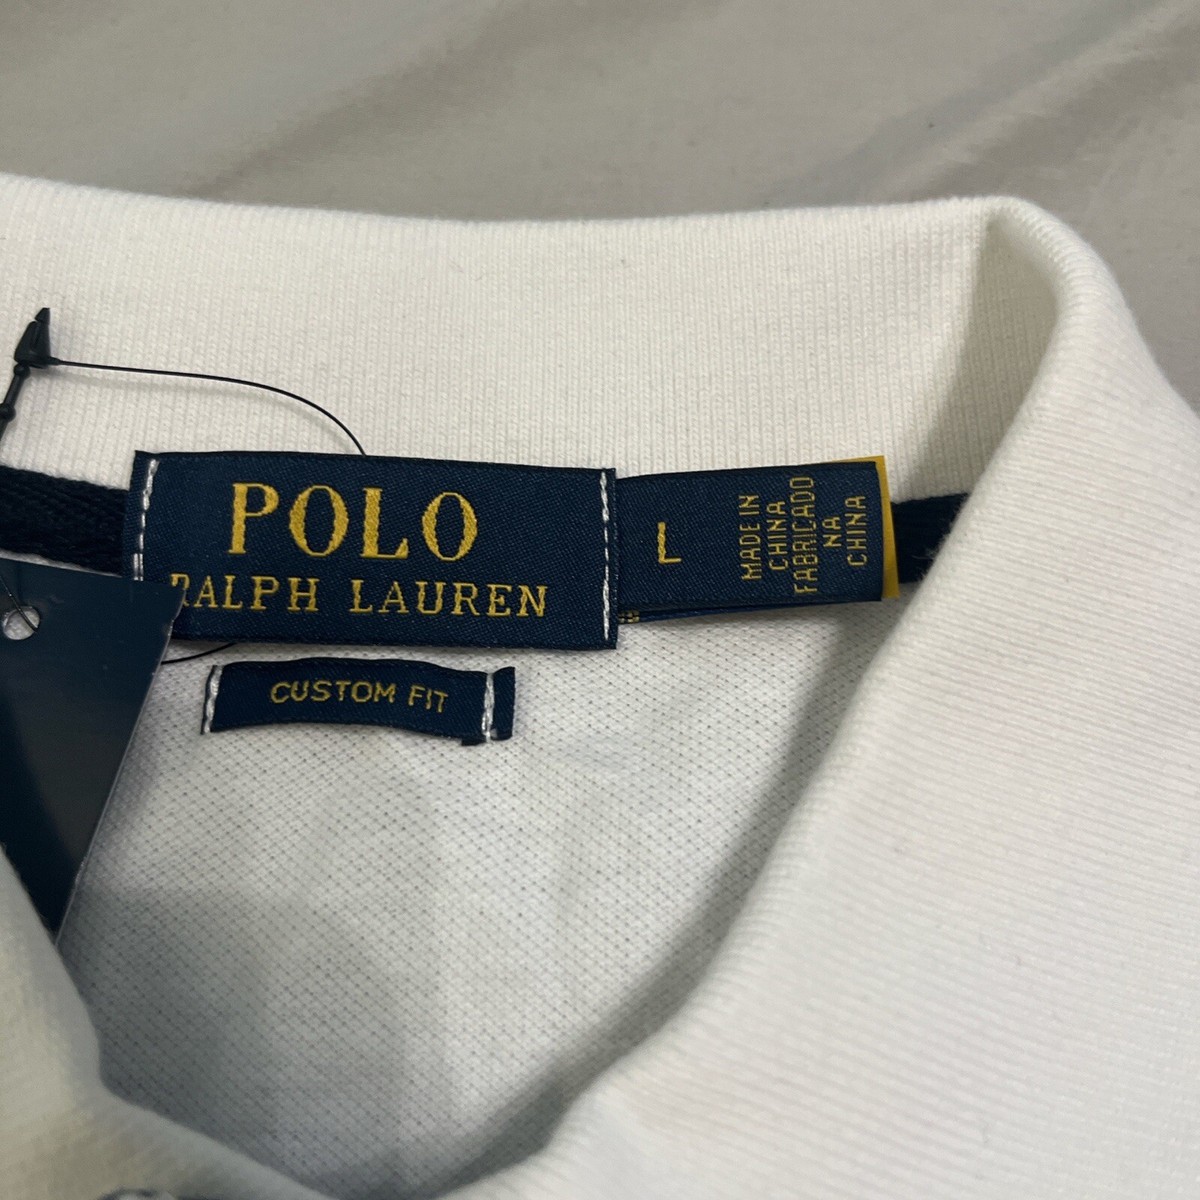 POLO
RALPH LAUREN
L
MADE IN
CHINA
FABRICADO
NA
CHINA
CUSTOM FIT